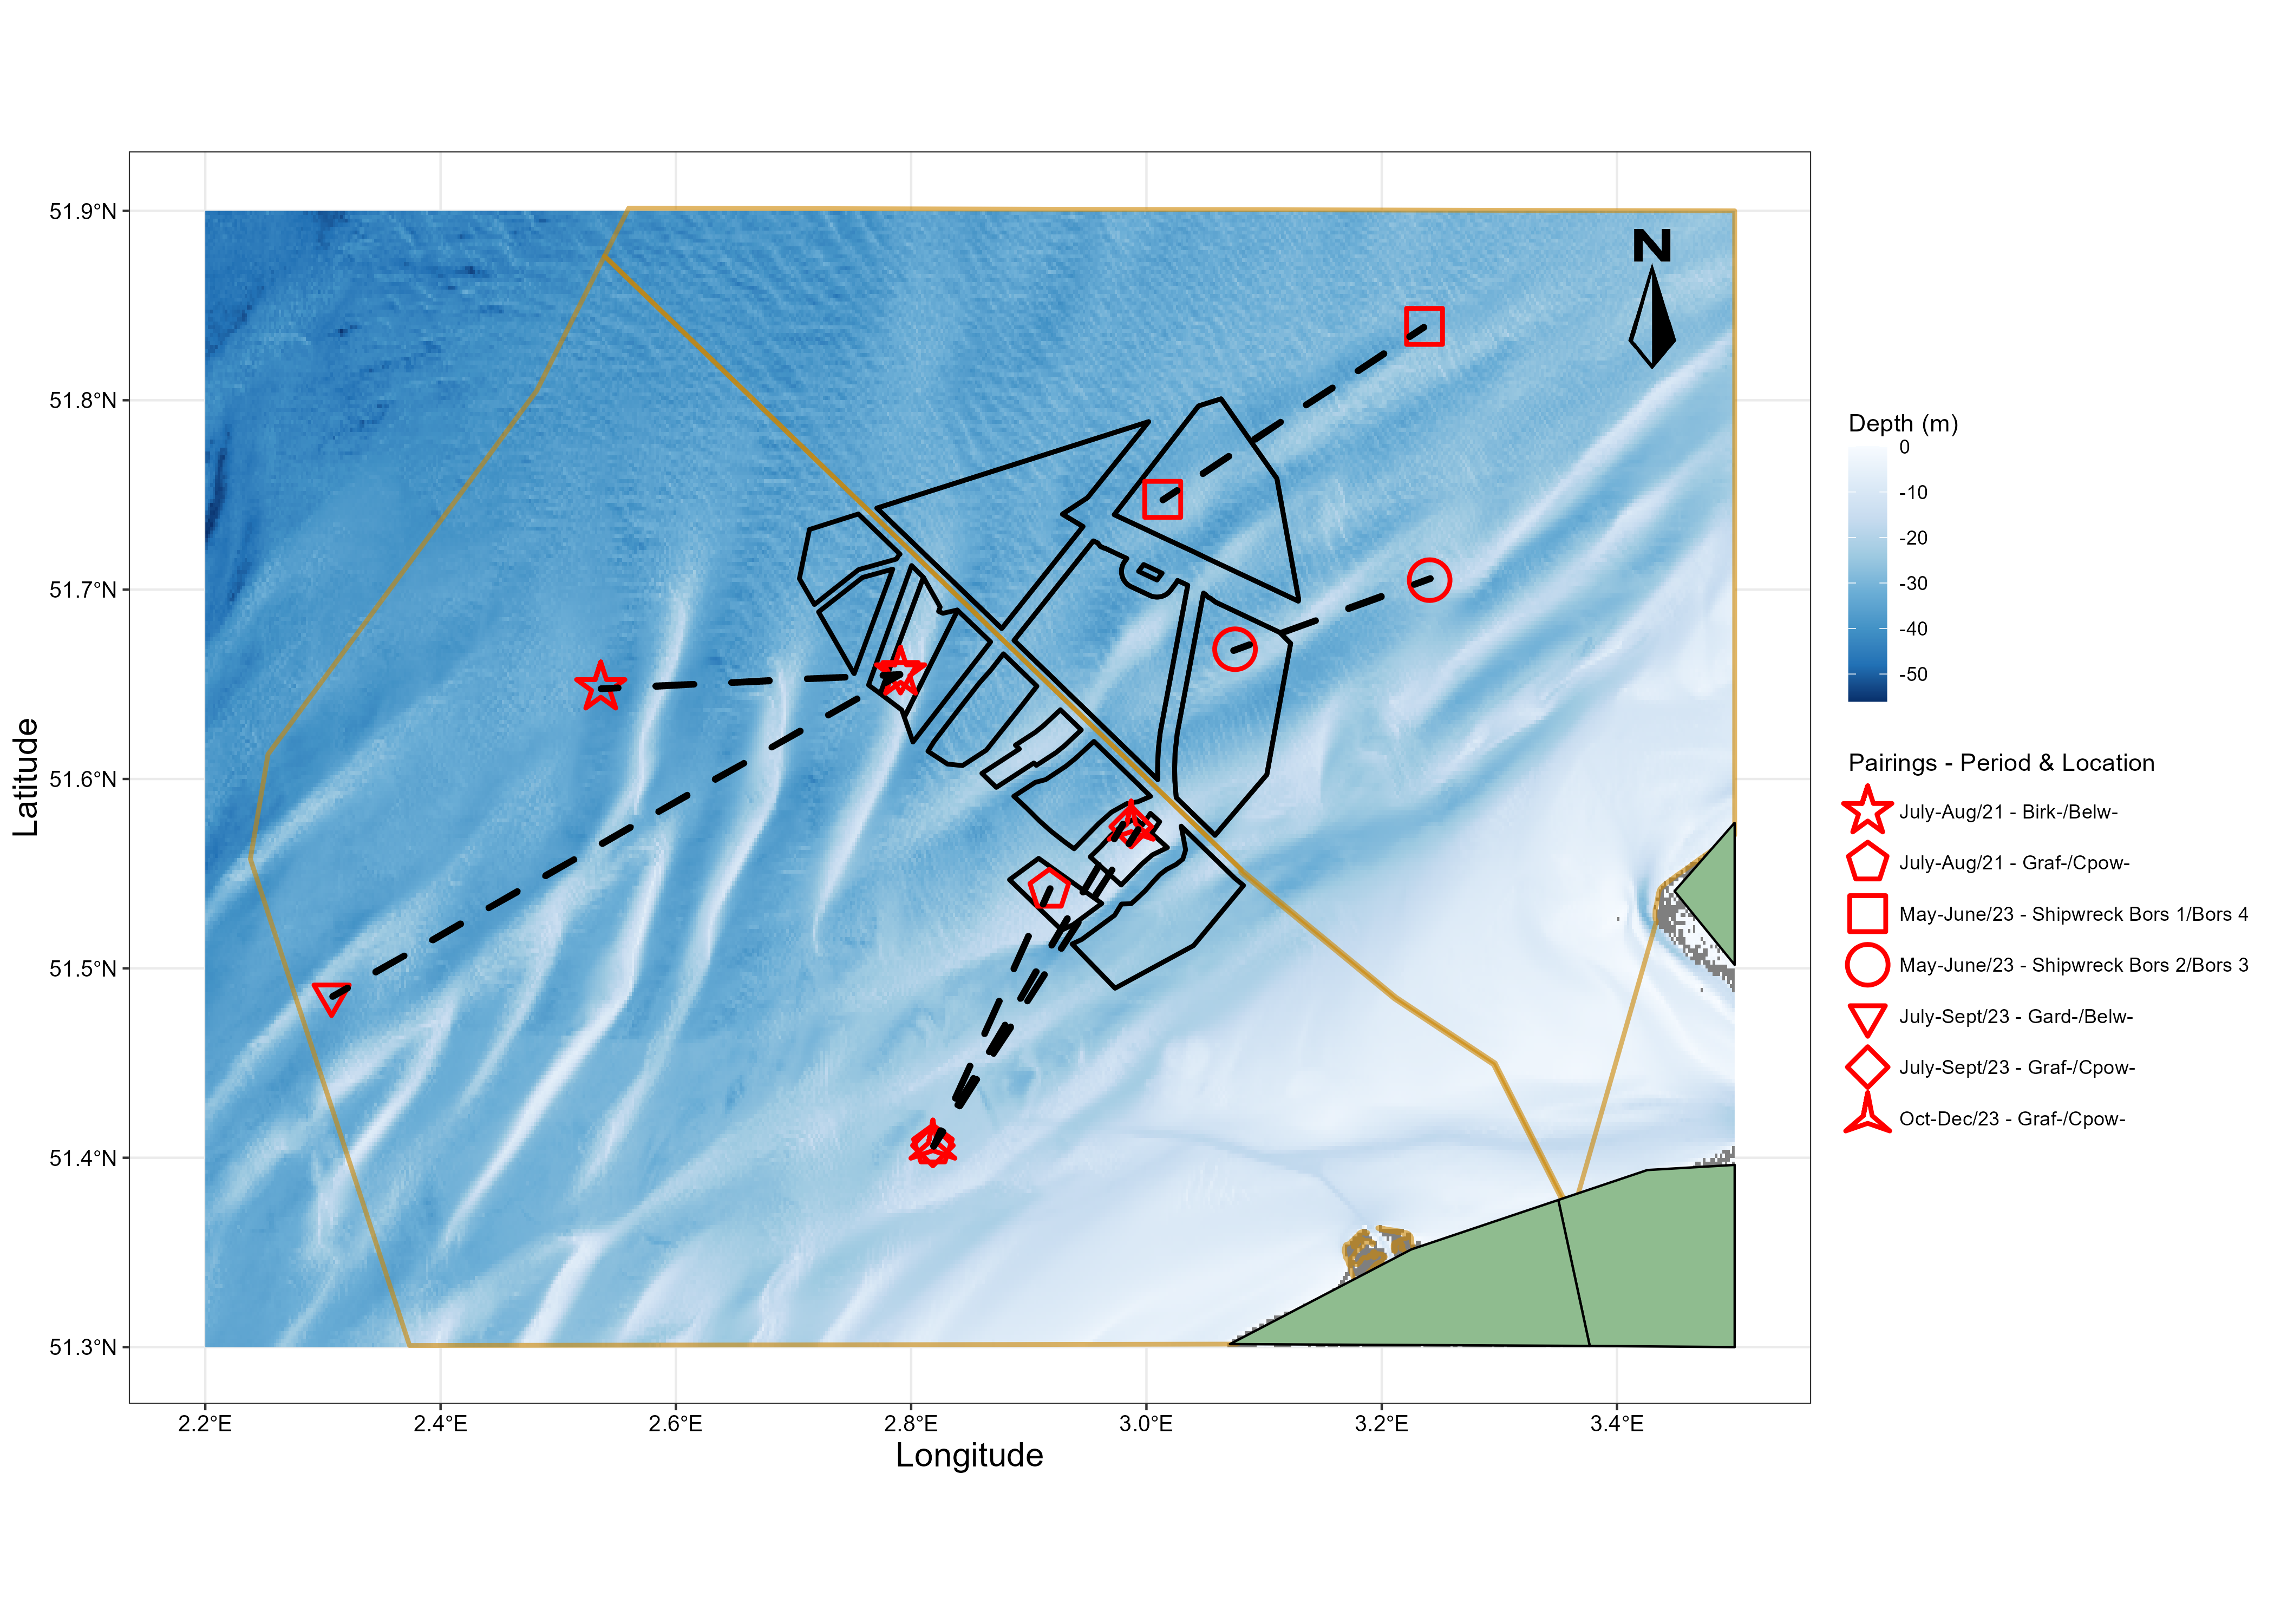 N
51.9°N
51.8°N
51.7°N
51.6°N
51.5°N
51.4°N
51.3°N
Latitude
2.2°E
2.4°E
2.6°E
2.8°E
3.0°E
3.2°E
3.4°E
Longitude
Depth (m)
0
-10
-20
-30
-40
-50
Pairings - Period & Location
July-Aug/21 - Birk-/Belw-
July-Aug/21 - Graf-/Cpow-
May-June/23 - Shipwreck Bors 1/Bors 4
May-June/23 - Shipwreck Bors 2/Bors 3
July-Sept/23 - Gard-/Belw-
July-Sept/23 - Graf-/Cpow-
Oct-Dec/23 - Graf-/Cpow-